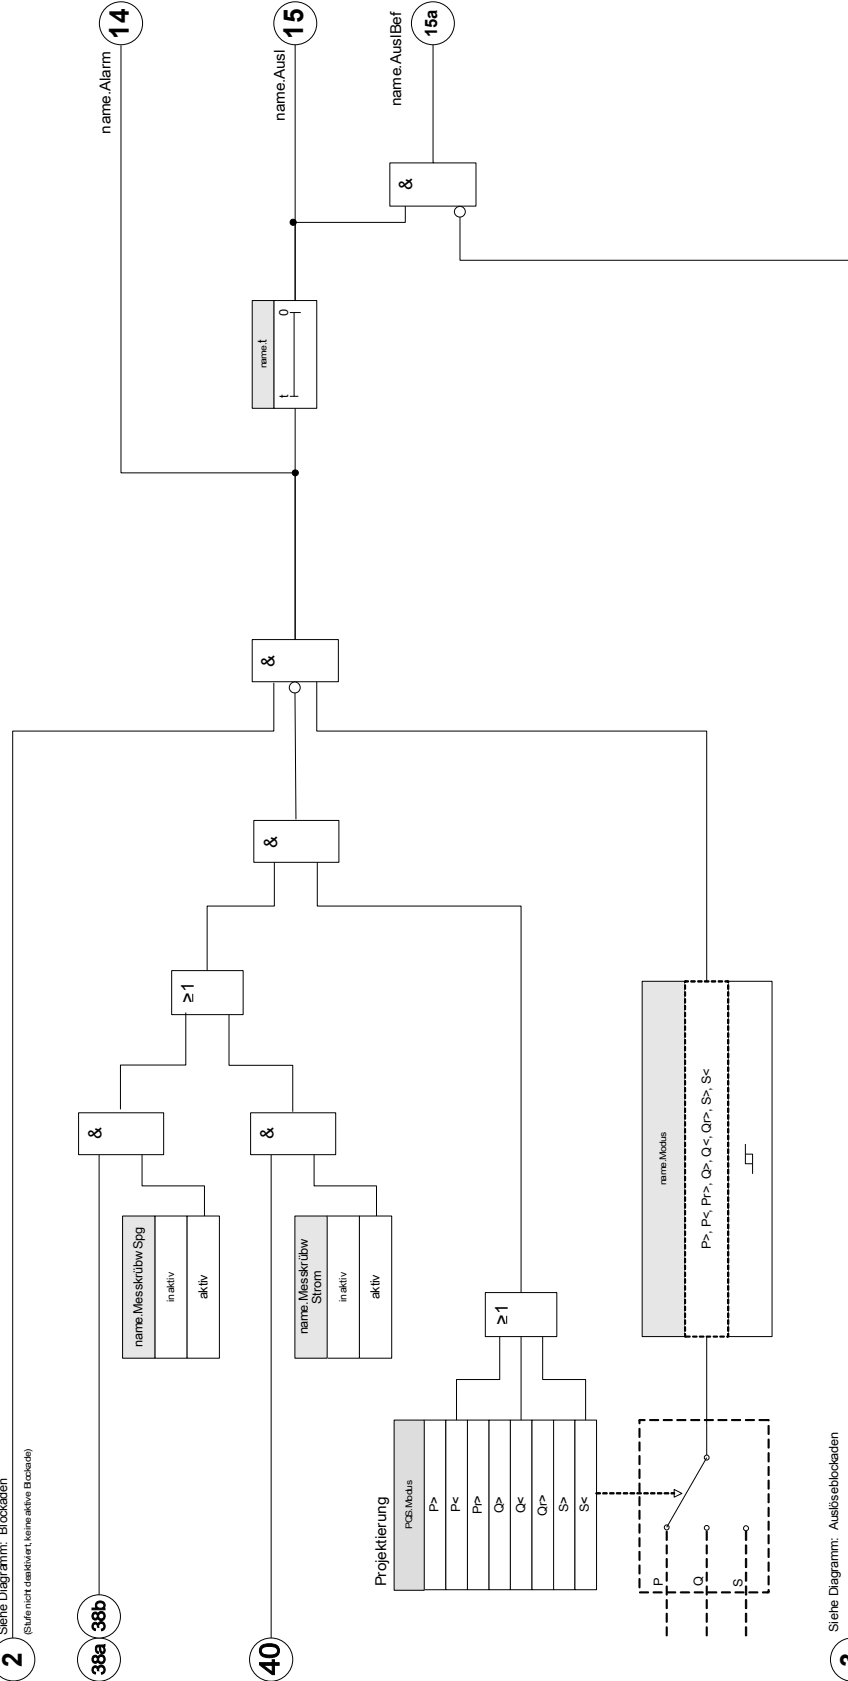 14
name.Alarm
15
name.Ausl
15a
name.AuslBef
&
name.t
t
0
&
&
≥1
&
&
name.Messkrübw Spg
inaktiv
aktiv
name.Messkrübw
Strom
inaktiv
aktiv
2
Siehe Diagramm: Blockaden
(Stufe nicht deaktiviert, keine aktive Blockade)
38a
38b
40
≥1
Projektierung
PQS.Modus
P>
P<
Pr>
Q>
Q<
Qr>
S>
S<
name.Modus
P>, P<, Pr>, Q>, Q<, Qr>, S>, S<
P
Q
S
3
Siehe Diagramm: Auslöseblockaden